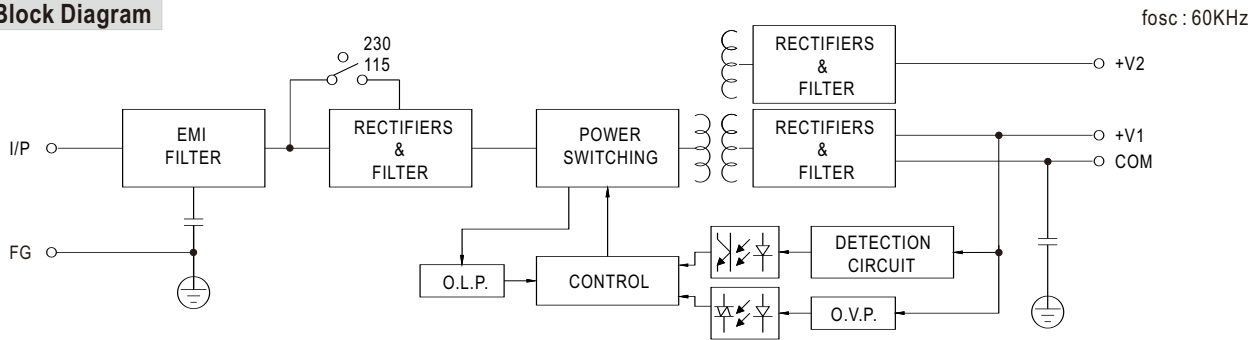 Block Diagram
fosc : 60KHz
230
115
I/P
EMI
FILTER
RECTIFIERS
&
FILTER
POWER
SWITCHING
RECTIFIERS
&
FILTER
+V2
RECTIFIERS
&
FILTER
+V1
COM
FG
O.L.P.
CONTROL
DETECTION
CIRCUIT
O.V.P.